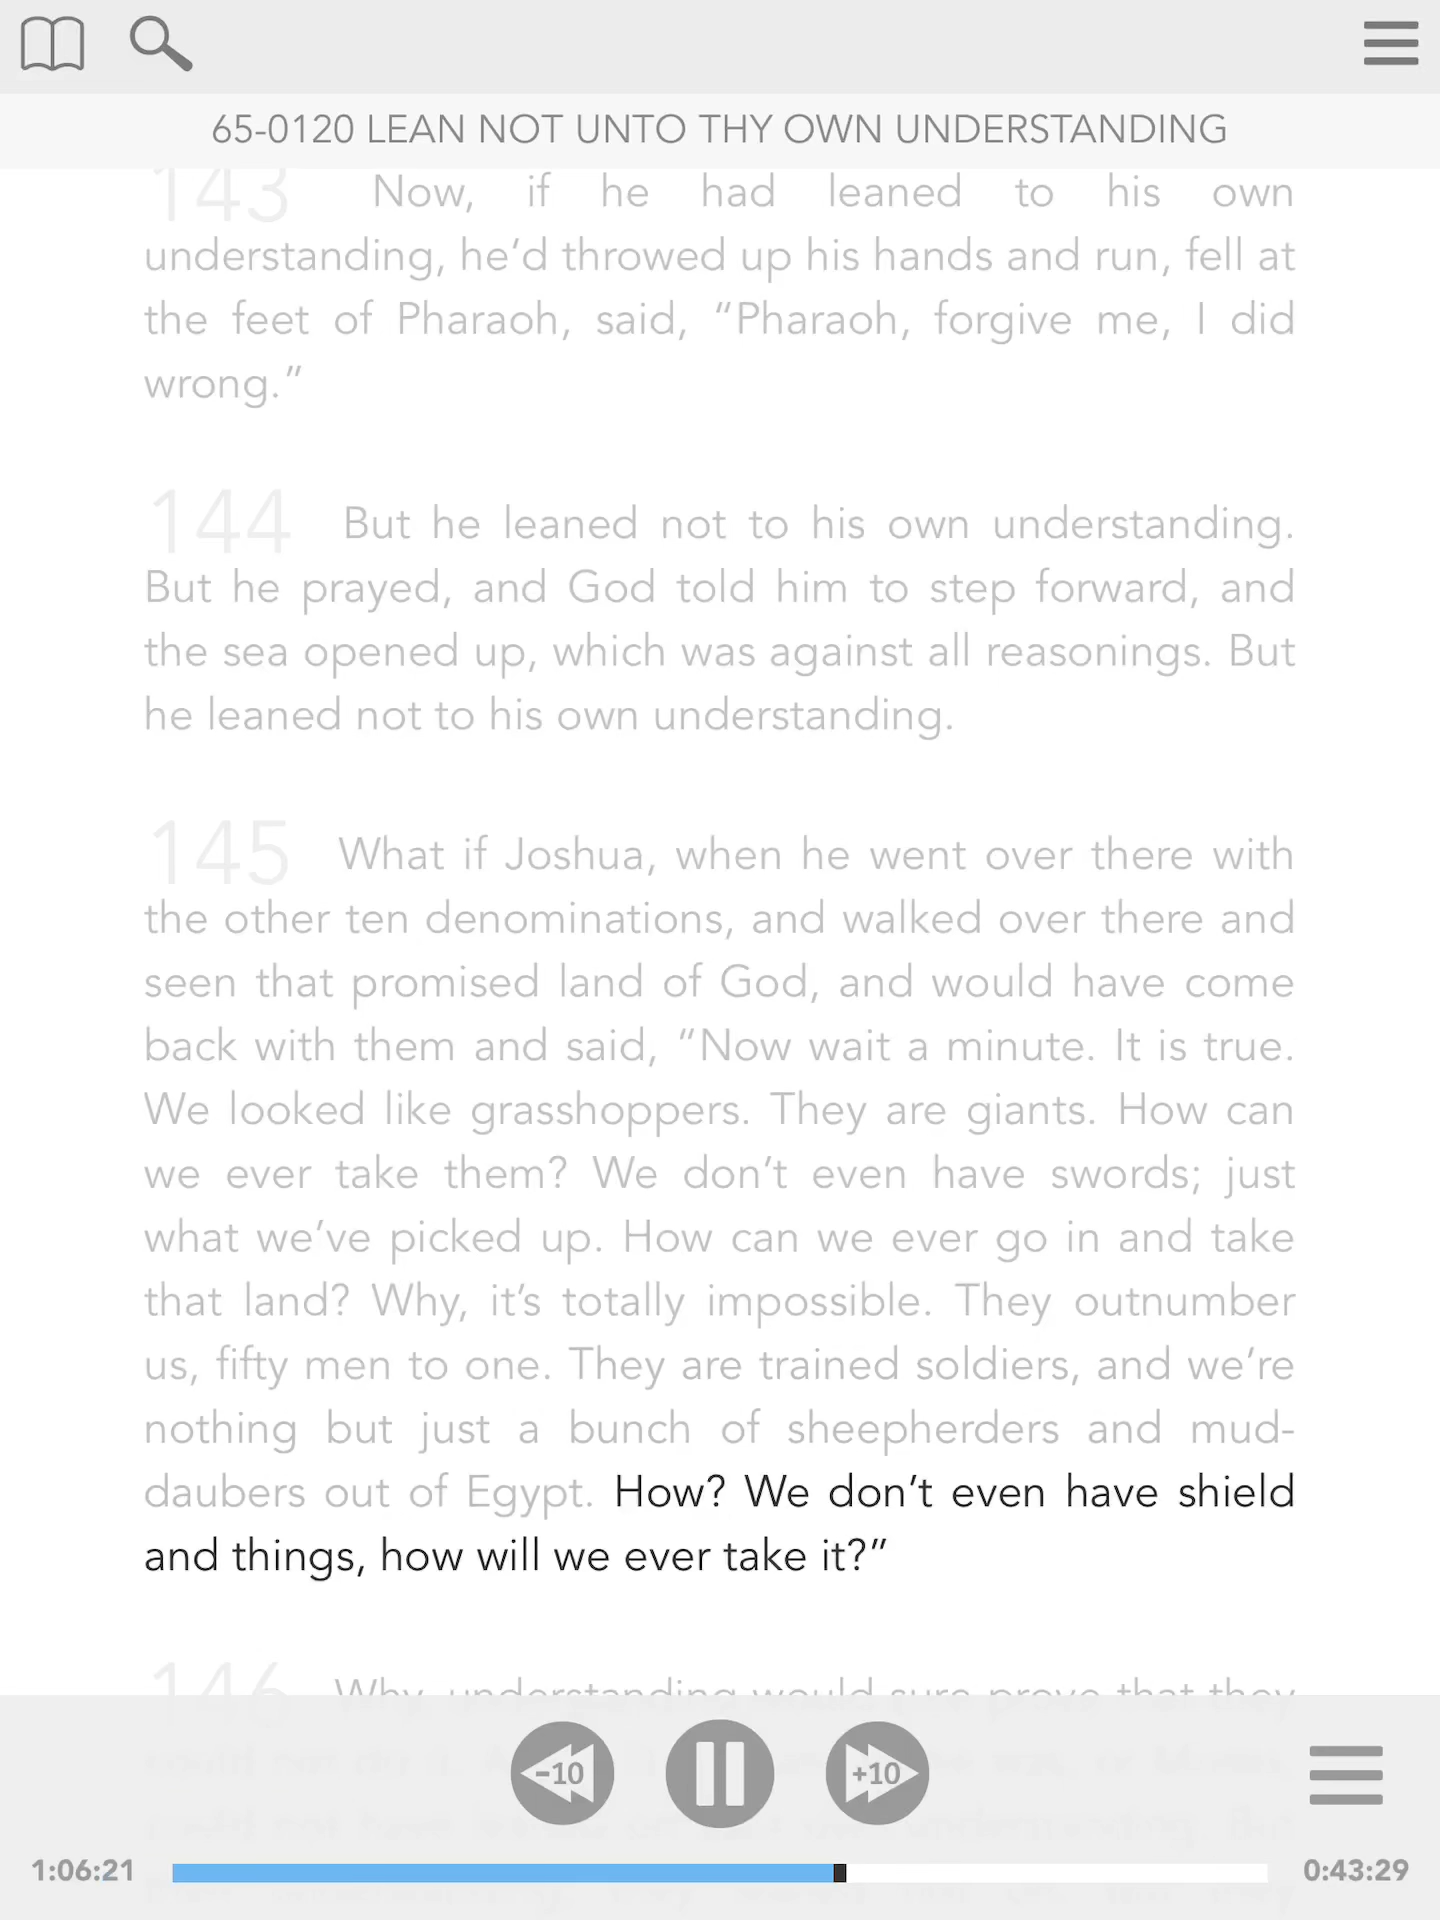 65-0120 LEAN NOT UNTO THY OWN UNDERSTANDING
143 Now, if he had leaned to his own
understanding, he’d throwed up his hands and run, fell at
the feet of Pharaoh, said, “Pharaoh, forgive me, I did
wrong.”
144 But he leaned not to his own understanding.
But he prayed, and God told him to step forward, and
the sea opened up, which was against all reasonings. But
he leaned not to his own understanding.
145 What if Joshua, when he went over there with
the other ten denominations, and walked over there and
seen that promised land of God, and would have come
back with them and said, “Now wait a minute. It is true.
We looked like grasshoppers. They are giants. How can
we ever take them? We don’t even have swords; just
what we’ve picked up. How can we ever go in and take
that land? Why, it’s totally impossible. They outnumber
us, fifty men to one. They are trained soldiers, and we’re
nothing but just a bunch of sheepherders and mud-
daubers out of Egypt. How? We don’t even have shield
and things, how will we ever take it?”
146 Why, understanding would sure prove that they
-10 +10
1:06:21 0:43:29